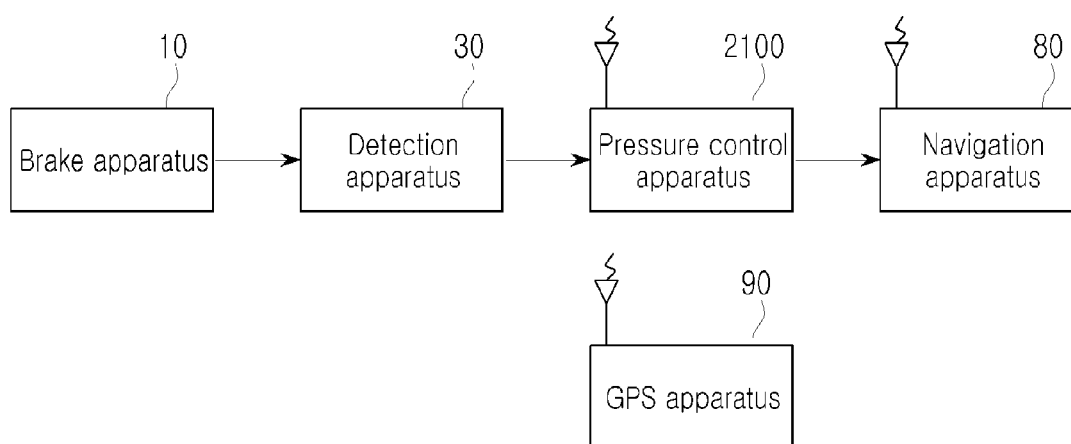 10
30
2100
80
Brake apparatus
Detection
apparatus
Pressure control
apparatus
Navigation
apparatus
90
GPS apparatus